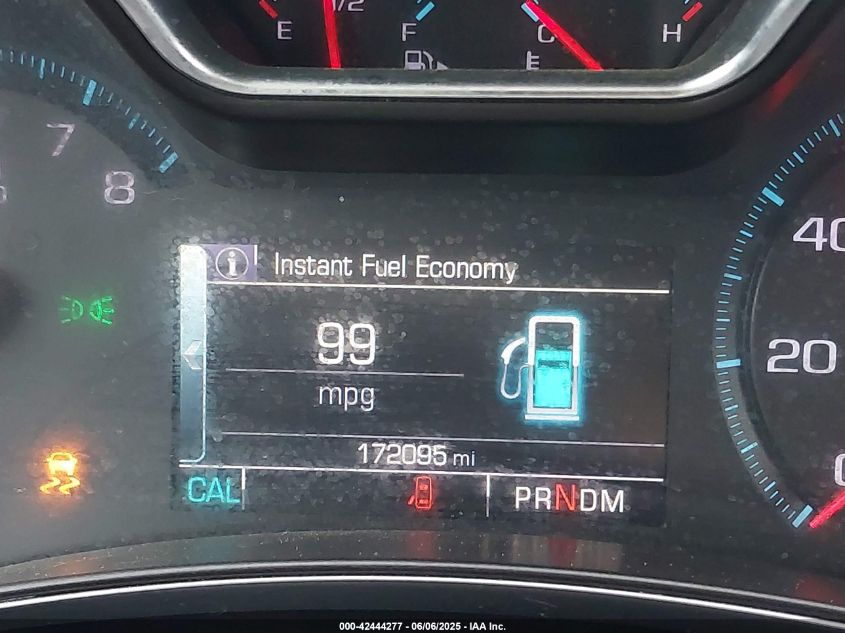 1/2
E F C H
7
8
40
20
0
Instant Fuel Economy
99
mpg
172095 mi
CAL
PRNDM
000-42444277 - 06/06/2025 - IAA Inc.